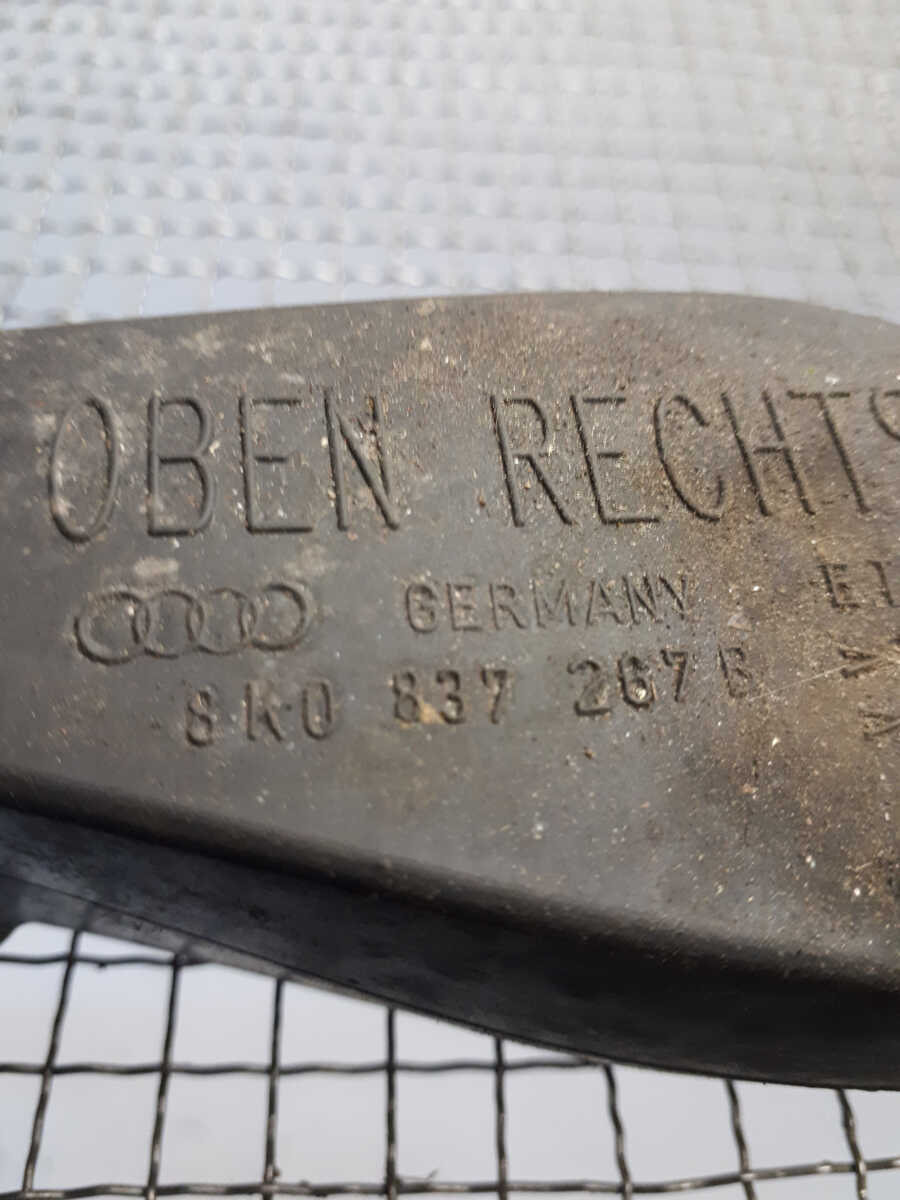 OBEN RECHTS
GERMANY
8K0 837 267 B